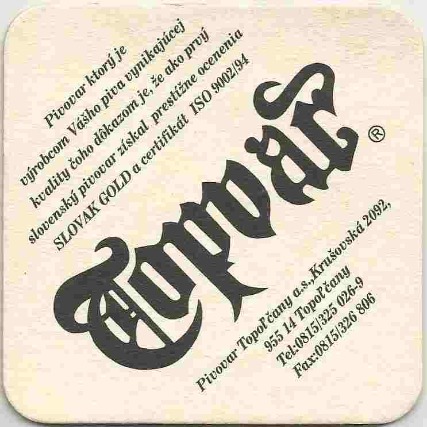 Pivovar ktorý je
výrobcom Vášho piva vynikajúcej
kvality čoho dôkazom je, že ako prvý
slovenský pivovar získal prestížne ocenenia
SLOVAK GOLD a certifikát ISO 9002/94
Topvar ®
Pivovar Topoľčany a.s., Krušovská 2092,
955 14 Topoľčany
Tel:0815/325 026-9
Fax:0815/326 806